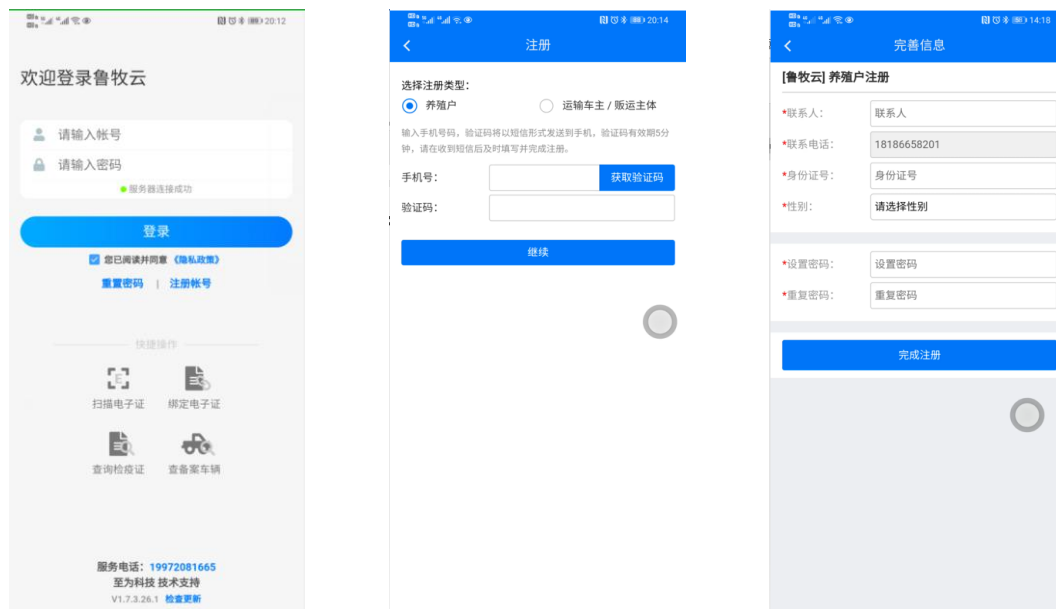 20:12
欢迎登录鲁牧云
请输入帐号
请输入密码
服务器连接成功
登录
您已阅读并同意《隐私政策》
重置密码 | 注册帐号
快捷操作
扫描电子证 绑定电子证
查询检疫证 查备案车辆
服务电话：19972081665
至为科技 技术支持
V1.7.3.26.1 检查更新
20:14
注册
选择注册类型：
养殖户 运输车主 / 贩运主体
输入手机号码，验证码将以短信形式发送到手机，验证码有效期5分
钟，请在收到短信后及时填写并完成注册。
手机号： 获取验证码
验证码：
继续
14:18
完善信息
[鲁牧云] 养殖户注册
*联系人： 联系人
*联系电话： 18186658201
*身份证号： 身份证号
*性别： 请选择性别
*设置密码： 设置密码
*重复密码： 重复密码
完成注册